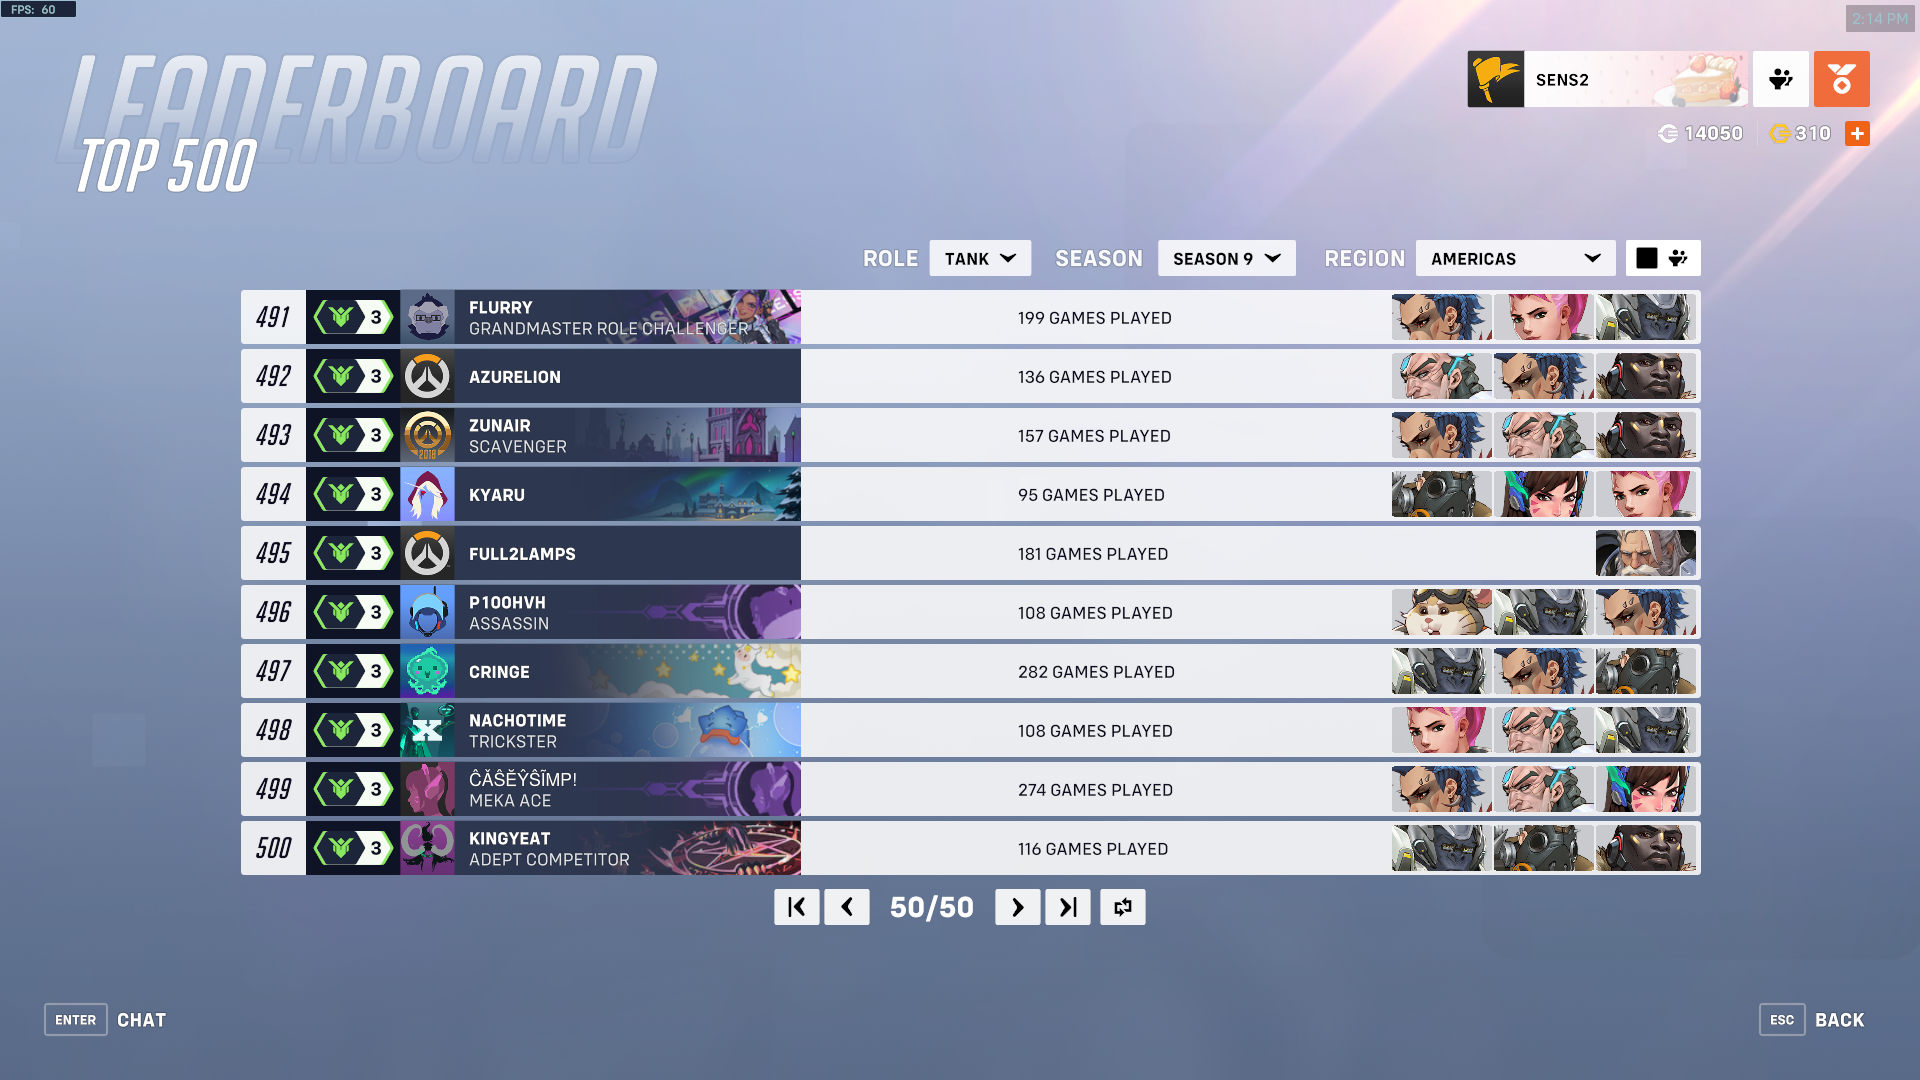 FPS: 60
2:14 PM
LEADERBOARD
TOP 500
SENS2
14050
310
ROLE TANK SEASON SEASON 9 REGION AMERICAS
491 3 FLURRY 199 GAMES PLAYED
GRANDMASTER ROLE CHALLENGER
492 3 AZURELION 136 GAMES PLAYED
493 3 ZUNAIR 157 GAMES PLAYED
SCAVENGER
2018
494 3 KYARU 95 GAMES PLAYED
495 3 FULL2LAMPS 181 GAMES PLAYED
496 3 P100HVH 108 GAMES PLAYED
ASSASSIN
497 3 CRINGE 282 GAMES PLAYED
498 3 NACHOTIME 108 GAMES PLAYED
TRICKSTER
499 3 ĈĂŜĔŶŜĨMP! 274 GAMES PLAYED
MEKA ACE
500 3 KINGYEAT 116 GAMES PLAYED
ADEPT COMPETITOR
50/50
ENTER CHAT
ESC BACK